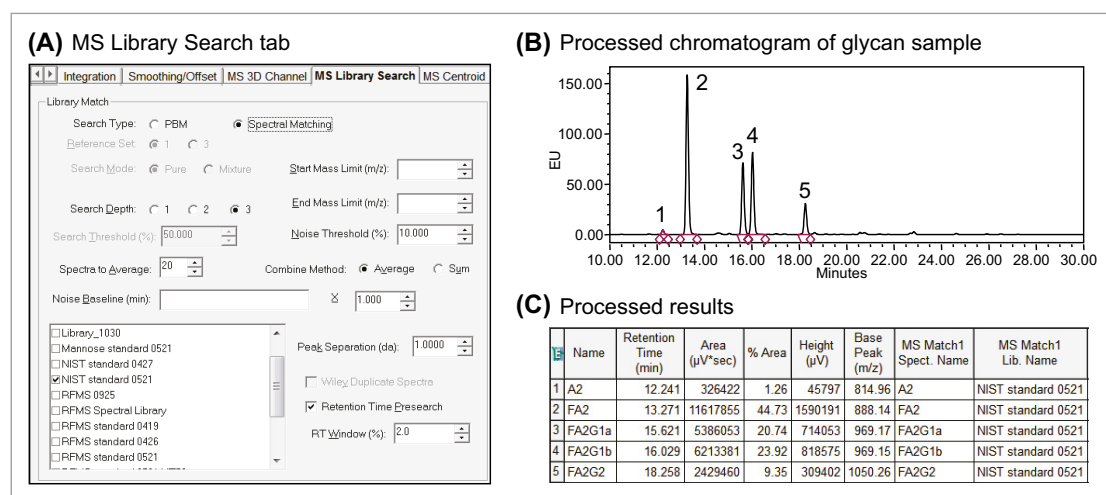 (A) MS Library Search tab
Integration Smoothing/Offset MS 3D Channel MS Library Search MS Centroid
Library Match
Search Type: PBM Spectral Matching
Reference Set: 1 3
Search Mode: Pure Mixture
Start Mass Limit (m/z):
Search Depth: 1 2 3
End Mass Limit (m/z):
Search Threshold (%): 50.000
Noise Threshold (%): 10.000
Spectra to Average: 20
Combine Method: Average Sum
Noise Baseline (min):
1.000
Library_1030
Mannose standard 0521
NIST standard 0427
NIST standard 0521
RFMS 0925
RFMS Spectral Library
RFMS standard 0419
RFMS standard 0426
RFMS standard 0521
Peak Separation (da): 1.0000
Wiley Duplicate Spectra
Retention Time Presearch
RT Window (%): 2.0
(B) Processed chromatogram of glycan sample
EU
150.00
100.00
50.00
0.00
1
2
3
4
5
10.00 12.00 14.00 16.00 18.00 20.00 22.00 24.00 26.00 28.00 30.00
Minutes
(C) Processed results
Name Retention Time (min) Area (µV*sec) % Area Height (µV) Base Peak (m/z) MS Match1 Spect. Name MS Match1 Lib. Name
1 A2 12.241 326422 1.26 45797 814.96 A2 NIST standard 0521
2 FA2 13.271 11617855 44.73 1590191 888.14 FA2 NIST standard 0521
3 FA2G1a 15.621 5386053 20.74 714053 969.17 FA2G1a NIST standard 0521
4 FA2G1b 16.029 6213381 23.92 818575 969.15 FA2G1b NIST standard 0521
5 FA2G2 18.258 2429460 9.35 309402 1050.26 FA2G2 NIST standard 0521